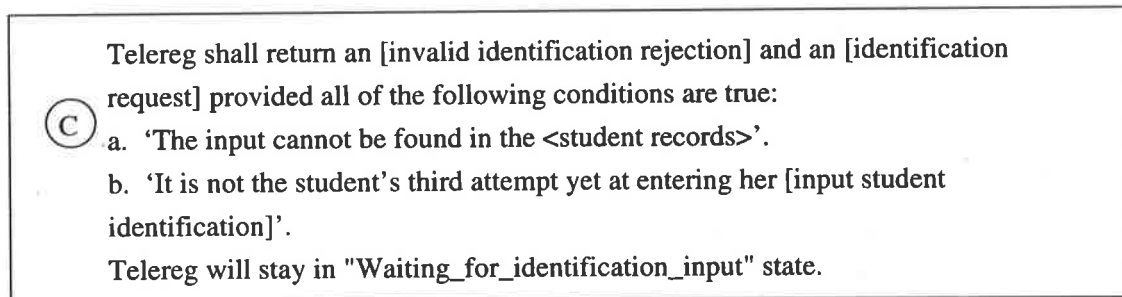 Telereg shall return an [invalid identification rejection] and an [identification
request] provided all of the following conditions are true:
C
a. ‘The input cannot be found in the <student records>’.
b. ‘It is not the student’s third attempt yet at entering her [input student
identification]’.
Telereg will stay in "Waiting_for_identification_input" state.